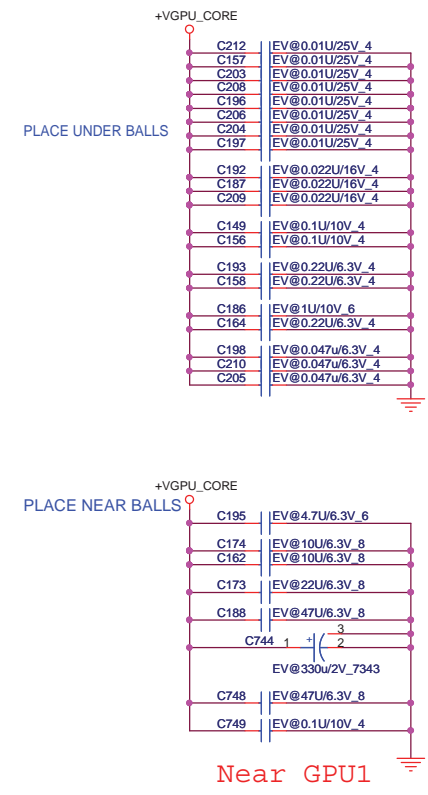 +VGPU_CORE
C212 EV@0.01U/25V_4
C157 EV@0.01U/25V_4
C203 EV@0.01U/25V_4
C208 EV@0.01U/25V_4
C196 EV@0.01U/25V_4
C206 EV@0.01U/25V_4
PLACE UNDER BALLS C204 EV@0.01U/25V_4
C197 EV@0.01U/25V_4
C192 EV@0.022U/16V_4
C187 EV@0.022U/16V_4
C209 EV@0.022U/16V_4
C149 EV@0.1U/10V_4
C156 EV@0.1U/10V_4
C193 EV@0.22U/6.3V_4
C158 EV@0.22U/6.3V_4
C186 EV@1U/10V_6
C164 EV@0.22U/6.3V_4
C198 EV@0.047u/6.3V_4
C210 EV@0.047u/6.3V_4
C205 EV@0.047u/6.3V_4
+VGPU_CORE
PLACE NEAR BALLS
C195 EV@4.7U/6.3V_6
C174 EV@10U/6.3V_8
C162 EV@10U/6.3V_8
C173 EV@22U/6.3V_8
C188 EV@47U/6.3V_8
3
C744 1 + 2
EV@330u/2V_7343
C748 EV@47U/6.3V_8
C749 EV@0.1U/10V_4
Near GPU1